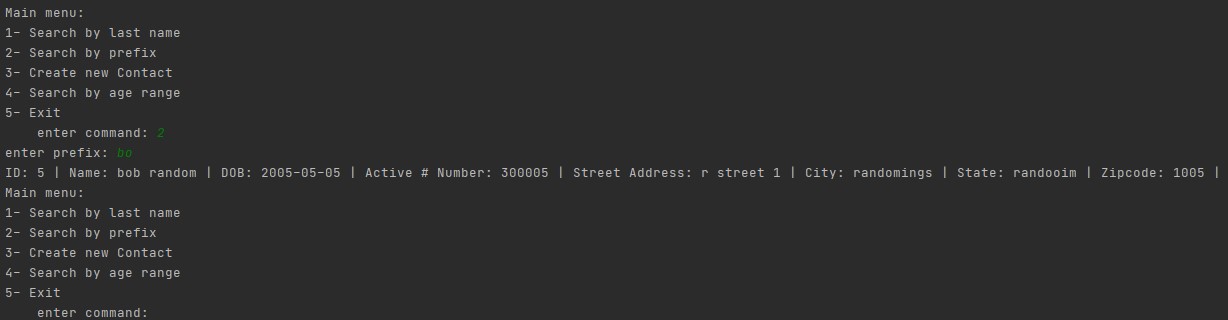 Main menu:
1- Search by last name
2- Search by prefix
3- Create new Contact
4- Search by age range
5- Exit
    enter command: 2
enter prefix: bo
ID: 5 | Name: bob random | DOB: 2005-05-05 | Active # Number: 300005 | Street Address: r street 1 | City: randomings | State: randooim | Zipcode: 1005 |
Main menu:
1- Search by last name
2- Search by prefix
3- Create new Contact
4- Search by age range
5- Exit
    enter command: